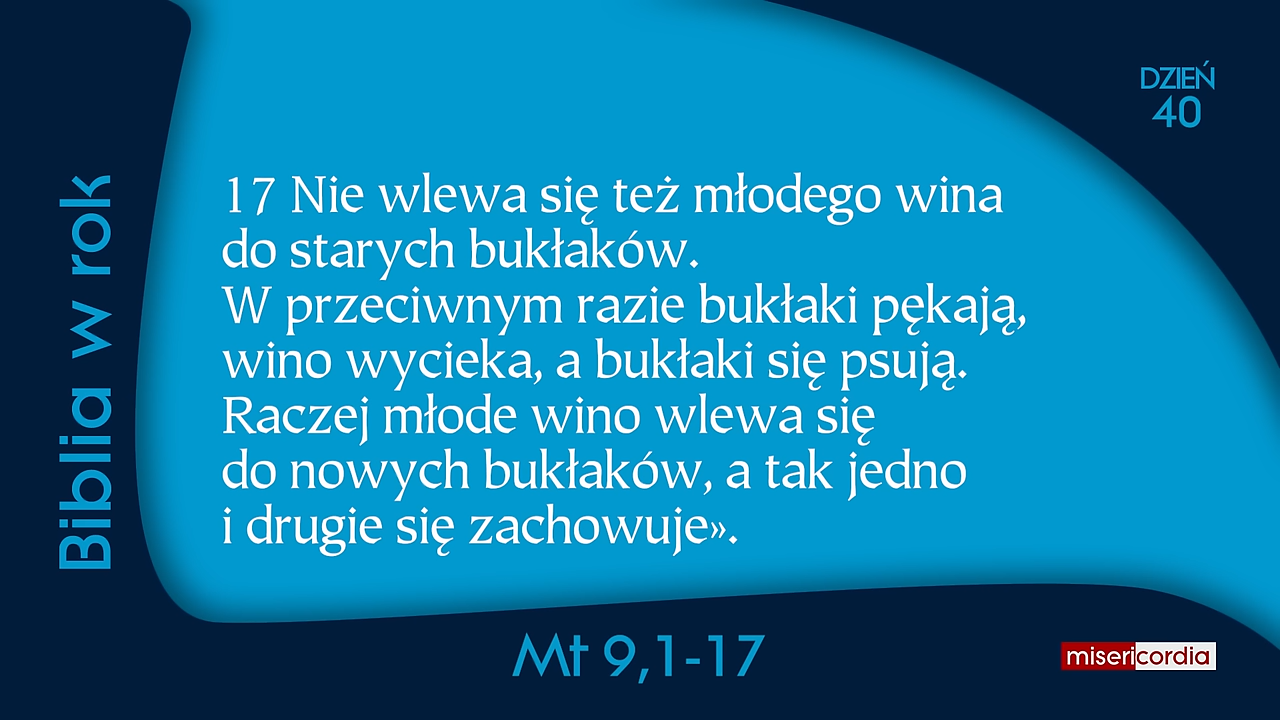 DZIEŃ
40
Biblia w rok
17 Nie wlewa się też młodego wina
do starych bukłaków.
W przeciwnym razie bukłaki pękają,
wino wycieka, a bukłaki się psują.
Raczej młode wino wlewa się
do nowych bukłaków, a tak jedno
i drugie się zachowuje».
Mt 9,1-17
misericordia